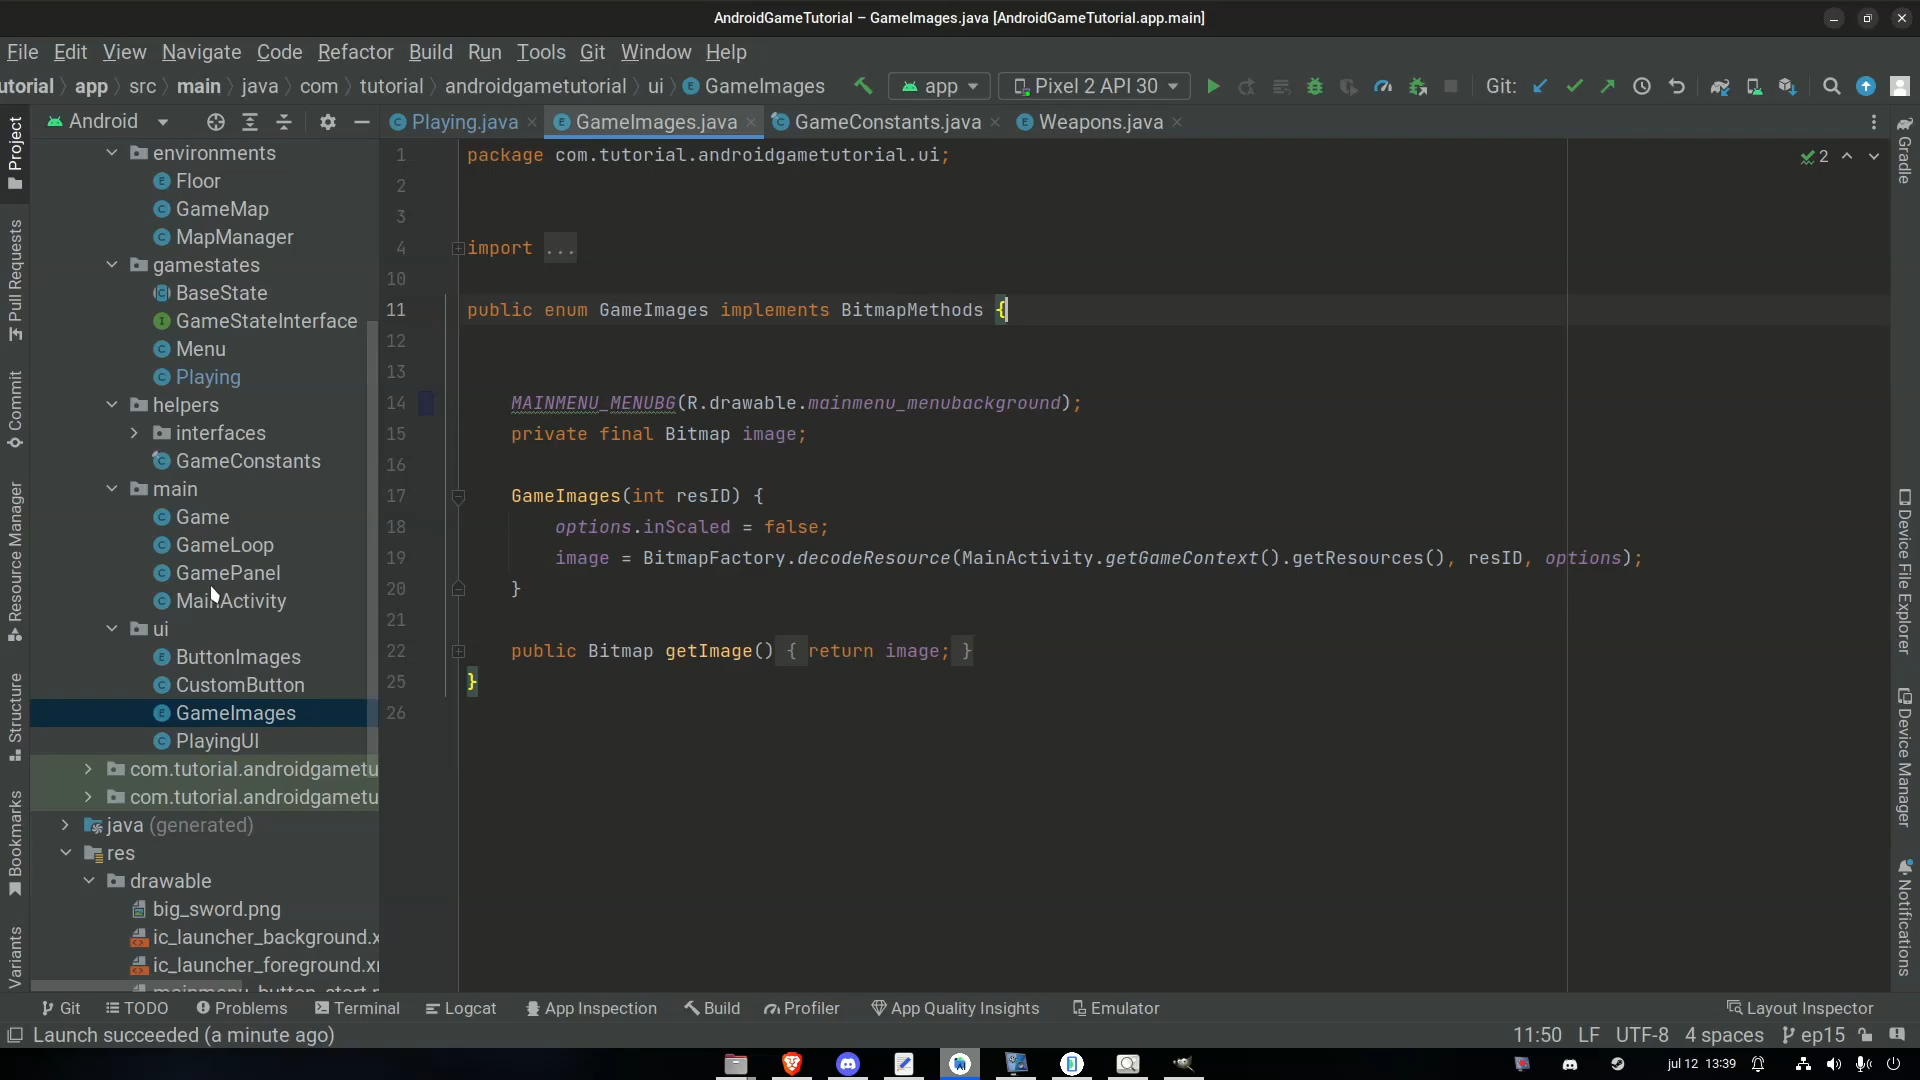 AndroidGameTutorial – GameImages.java [AndroidGameTutorial.app.main]
File Edit View Navigate Code Refactor Build Run Tools Git Window Help
utorial app src main java com tutorial androidgametutorial ui GameImages app Pixel 2 API 30 Git:
Android
Playing.java GameImages.java GameConstants.java Weapons.java
Project
Pull Requests
Commit
Resource Manager
Structure
Bookmarks
Variants
environments
Floor
GameMap
MapManager
gamestates
BaseState
GameStateInterface
Menu
Playing
helpers
interfaces
GameConstants
main
Game
GameLoop
GamePanel
MainActivity
ui
ButtonImages
CustomButton
GameImages
PlayingUI
com.tutorial.androidgametu
com.tutorial.androidgametu
java (generated)
res
drawable
big_sword.png
ic_launcher_background.x
ic_launcher_foreground.x
1 package com.tutorial.androidgametutorial.ui;
2
3
4 import ...
10
11 public enum GameImages implements BitmapMethods {
12
13
14 MAINMENU_MENUBG(R.drawable.mainmenu_menubackground);
15 private final Bitmap image;
16
17 GameImages(int resID) {
18 options.inScaled = false;
19 image = BitmapFactory.decodeResource(MainActivity.getGameContext().getResources(), resID, options);
20 }
21
22 public Bitmap getImage() { return image; }
25 }
26
2
Gradle
Device File Explorer
Device Manager
Notifications
Git TODO Problems Terminal Logcat App Inspection Build Profiler App Quality Insights Emulator Layout Inspector
Launch succeeded (a minute ago) 11:50 LF UTF-8 4 spaces ep15
jul 12 13:39